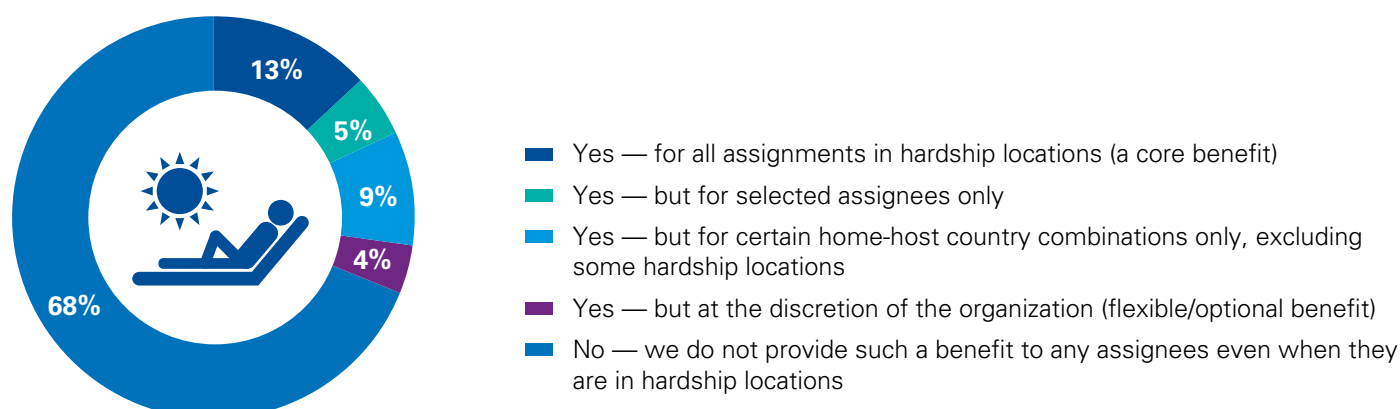 13%
5%
9%
4%
68%
Yes — for all assignments in hardship locations (a core benefit)
Yes — but for selected assignees only
Yes — but for certain home-host country combinations only, excluding
some hardship locations
Yes — but at the discretion of the organization (flexible/optional benefit)
No — we do not provide such a benefit to any assignees even when they
are in hardship locations